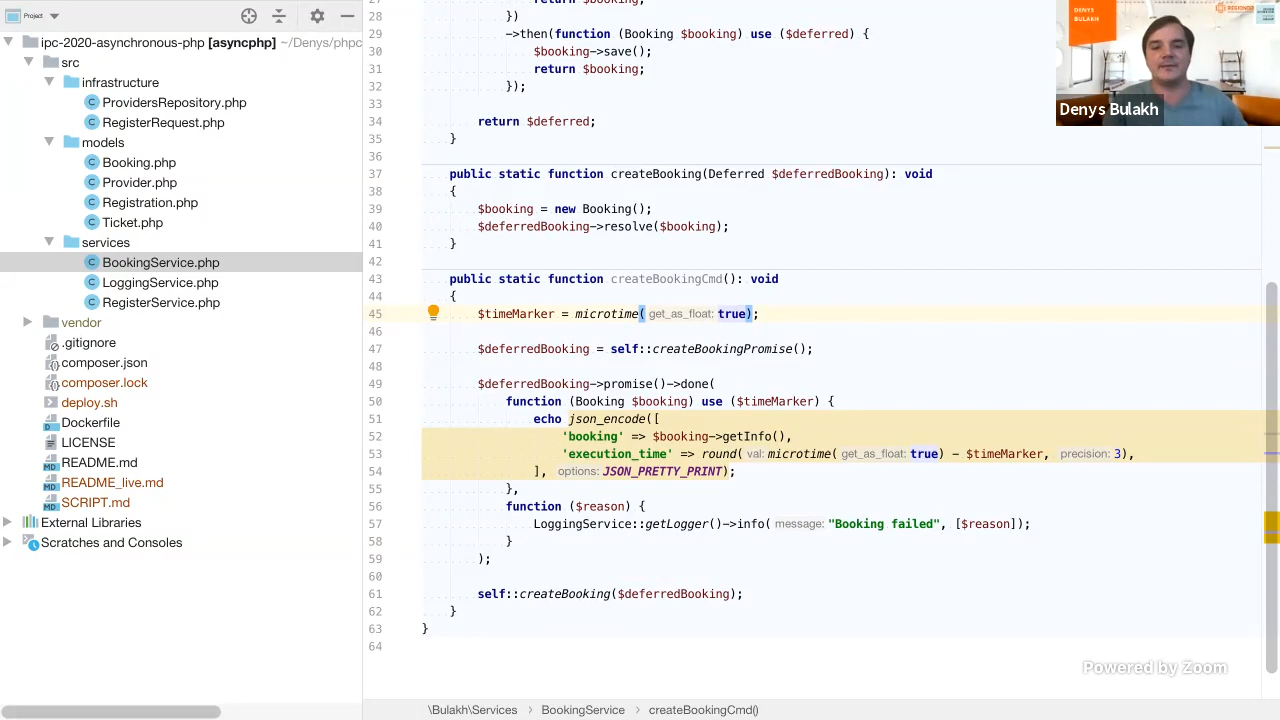 Project
ipc-2020-asynchronous-php [asyncphp] ~/Denys/phpc
src
infrastructure
ProvidersRepository.php
RegisterRequest.php
models
Booking.php
Provider.php
Registration.php
Ticket.php
services
BookingService.php
LoggingService.php
RegisterService.php
vendor
.gitignore
composer.json
composer.lock
deploy.sh
Dockerfile
LICENSE
README.md
README_live.md
SCRIPT.md
External Libraries
Scratches and Consoles
28 })
29 ->then(function (Booking $booking) use ($deferred) {
30 $booking->save();
31 return $booking;
32 });
33
34 return $deferred;
35 }
36
37 public static function createBooking(Deferred $deferredBooking): void
38 {
39 $booking = new Booking();
40 $deferredBooking->resolve($booking);
41 }
42
43 public static function createBookingCmd(): void
44 {
45 $timeMarker = microtime( get_as_float: true);
46
47 $deferredBooking = self::createBookingPromise();
48
49 $deferredBooking->promise()->done(
50 function (Booking $booking) use ($timeMarker) {
51 echo json_encode([
52 'booking' => $booking->getInfo(),
53 'execution_time' => round( val: microtime( get_as_float: true) - $timeMarker, precision: 3),
54 ], options: JSON_PRETTY_PRINT);
55 },
56 function ($reason) {
57 LoggingService::getLogger()->info( message: "Booking failed", [$reason]);
58 }
59 );
60
61 self::createBooking($deferredBooking);
62 }
63 }
64
\Bulakh\Services › BookingService › createBookingCmd()
DENYS
BULAKH
Denys Bulakh
Powered by Zoom